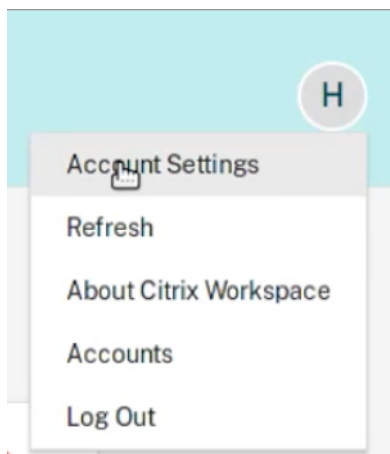 H
Account Settings
Refresh
About Citrix Workspace
Accounts
Log Out